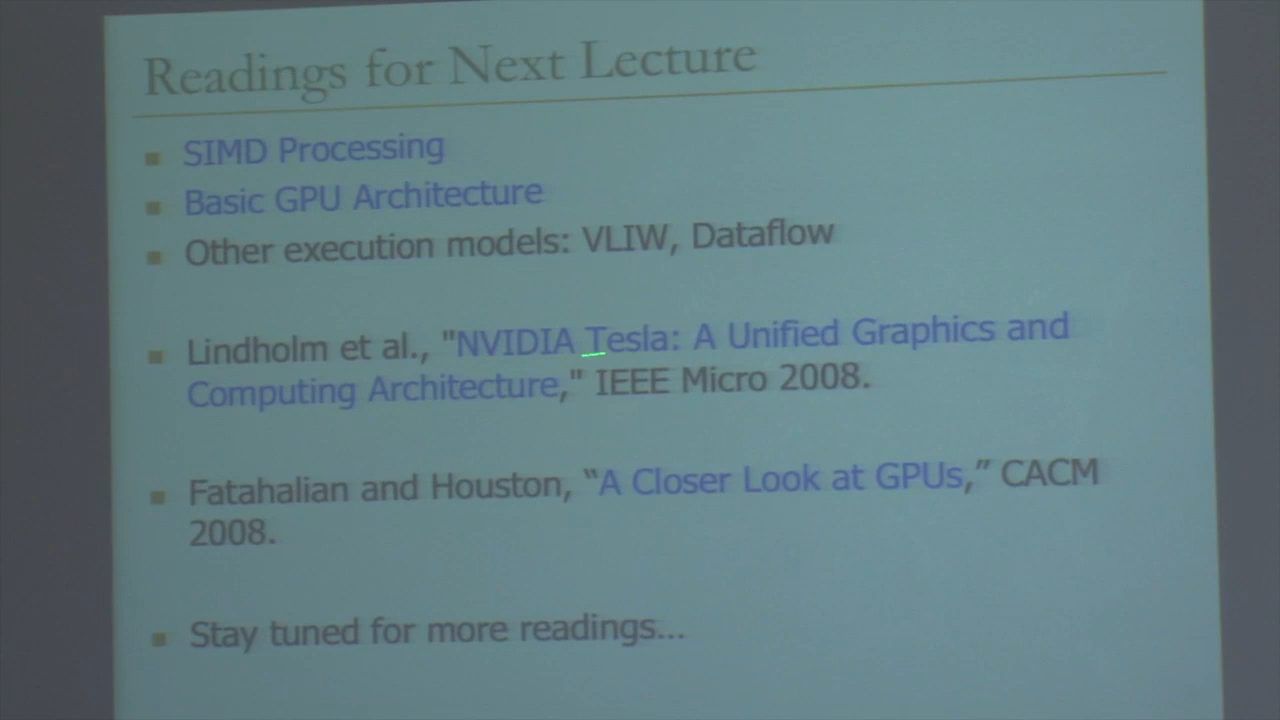 Readings for Next Lecture
SIMD Processing
Basic GPU Architecture
Other execution models: VLIW, Dataflow
Lindholm et al., "NVIDIA Tesla: A Unified Graphics and
Computing Architecture," IEEE Micro 2008.
Fatahalian and Houston, “A Closer Look at GPUs,” CACM
2008.
Stay tuned for more readings...